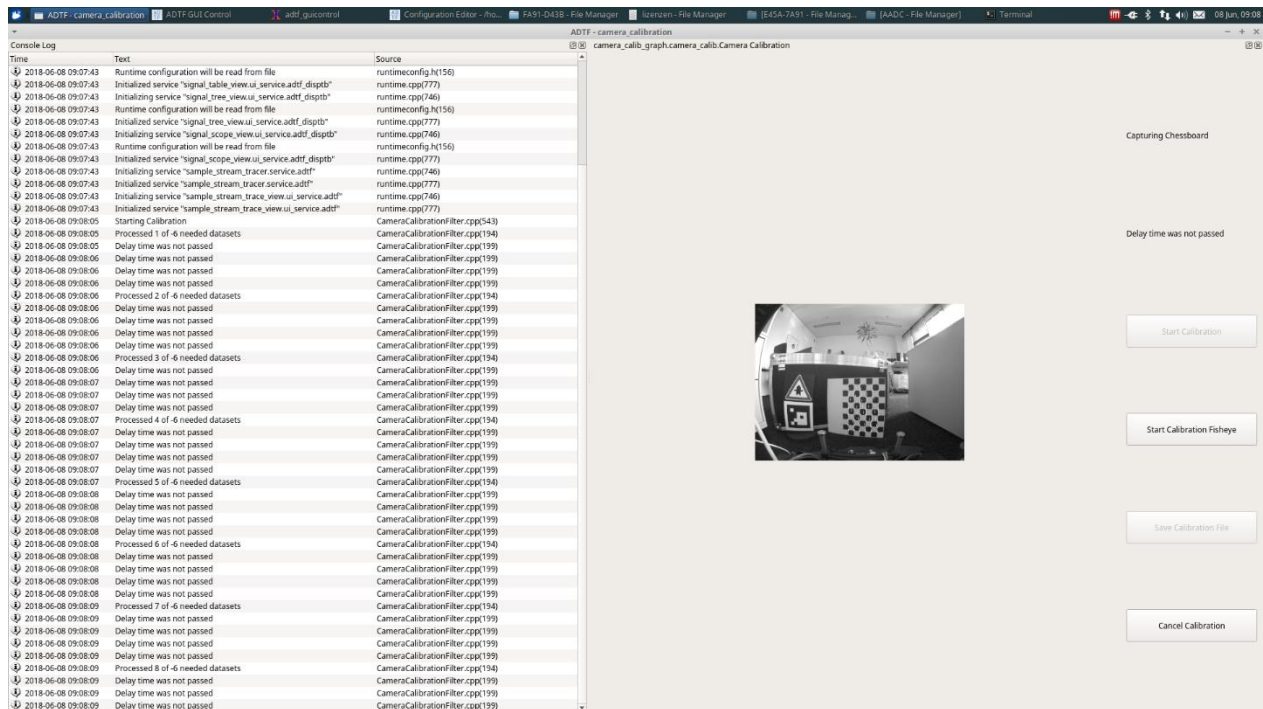 ADTF - camera_calibration ADTF GUI Control adtf_guicontrol Configuration Editor - /ho... FA91-D43B - File Manager lizenzen - File Manager [E45A-7A91 - File Manag... [AADC - File Manager] Terminal 08 Jun, 09:08
ADTF - camera_calibration
Console Log
camera_calib_graph.camera_calib.Camera Calibration
Time Text Source
2018-06-08 09:07:43 Runtime configuration will be read from file runtimeconfig.h(156)
2018-06-08 09:07:43 Initialized service "signal_table_view.ui_service.adtf_disptb" runtime.cpp(777)
2018-06-08 09:07:43 Initializing service "signal_tree_view.ui_service.adtf_disptb" runtime.cpp(746)
2018-06-08 09:07:43 Runtime configuration will be read from file runtimeconfig.h(156)
2018-06-08 09:07:43 Initialized service "signal_tree_view.ui_service.adtf_disptb" runtime.cpp(777)
2018-06-08 09:07:43 Initializing service "signal_scope_view.ui_service.adtf_disptb" runtime.cpp(746)
2018-06-08 09:07:43 Runtime configuration will be read from file runtimeconfig.h(156)
2018-06-08 09:07:43 Initialized service "signal_scope_view.ui_service.adtf_disptb" runtime.cpp(777)
2018-06-08 09:07:43 Initializing service "sample_stream_tracer.service.adtf" runtime.cpp(746)
2018-06-08 09:07:43 Initialized service "sample_stream_tracer.service.adtf" runtime.cpp(777)
2018-06-08 09:07:43 Initializing service "sample_stream_trace_view.ui_service.adtf" runtime.cpp(746)
2018-06-08 09:07:43 Initialized service "sample_stream_trace_view.ui_service.adtf" runtime.cpp(777)
2018-06-08 09:08:05 Starting Calibration CameraCalibrationFilter.cpp(543)
2018-06-08 09:08:05 Processed 1 of -6 needed datasets CameraCalibrationFilter.cpp(194)
2018-06-08 09:08:05 Delay time was not passed CameraCalibrationFilter.cpp(199)
2018-06-08 09:08:06 Delay time was not passed CameraCalibrationFilter.cpp(199)
2018-06-08 09:08:06 Delay time was not passed CameraCalibrationFilter.cpp(199)
2018-06-08 09:08:06 Delay time was not passed CameraCalibrationFilter.cpp(199)
2018-06-08 09:08:06 Processed 2 of -6 needed datasets CameraCalibrationFilter.cpp(194)
2018-06-08 09:08:06 Delay time was not passed CameraCalibrationFilter.cpp(199)
2018-06-08 09:08:06 Delay time was not passed CameraCalibrationFilter.cpp(199)
2018-06-08 09:08:06 Delay time was not passed CameraCalibrationFilter.cpp(199)
2018-06-08 09:08:06 Delay time was not passed CameraCalibrationFilter.cpp(199)
2018-06-08 09:08:06 Processed 3 of -6 needed datasets CameraCalibrationFilter.cpp(194)
2018-06-08 09:08:06 Delay time was not passed CameraCalibrationFilter.cpp(199)
2018-06-08 09:08:07 Delay time was not passed CameraCalibrationFilter.cpp(199)
2018-06-08 09:08:07 Delay time was not passed CameraCalibrationFilter.cpp(199)
2018-06-08 09:08:07 Delay time was not passed CameraCalibrationFilter.cpp(199)
2018-06-08 09:08:07 Processed 4 of -6 needed datasets CameraCalibrationFilter.cpp(194)
2018-06-08 09:08:07 Delay time was not passed CameraCalibrationFilter.cpp(199)
2018-06-08 09:08:07 Delay time was not passed CameraCalibrationFilter.cpp(199)
2018-06-08 09:08:07 Delay time was not passed CameraCalibrationFilter.cpp(199)
2018-06-08 09:08:07 Delay time was not passed CameraCalibrationFilter.cpp(199)
2018-06-08 09:08:07 Processed 5 of -6 needed datasets CameraCalibrationFilter.cpp(194)
2018-06-08 09:08:08 Delay time was not passed CameraCalibrationFilter.cpp(199)
2018-06-08 09:08:08 Delay time was not passed CameraCalibrationFilter.cpp(199)
2018-06-08 09:08:08 Delay time was not passed CameraCalibrationFilter.cpp(199)
2018-06-08 09:08:08 Delay time was not passed CameraCalibrationFilter.cpp(199)
2018-06-08 09:08:08 Processed 6 of -6 needed datasets CameraCalibrationFilter.cpp(194)
2018-06-08 09:08:08 Delay time was not passed CameraCalibrationFilter.cpp(199)
2018-06-08 09:08:08 Delay time was not passed CameraCalibrationFilter.cpp(199)
2018-06-08 09:08:08 Delay time was not passed CameraCalibrationFilter.cpp(199)
2018-06-08 09:08:08 Delay time was not passed CameraCalibrationFilter.cpp(199)
2018-06-08 09:08:09 Processed 7 of -6 needed datasets CameraCalibrationFilter.cpp(194)
2018-06-08 09:08:09 Delay time was not passed CameraCalibrationFilter.cpp(199)
2018-06-08 09:08:09 Delay time was not passed CameraCalibrationFilter.cpp(199)
2018-06-08 09:08:09 Delay time was not passed CameraCalibrationFilter.cpp(199)
2018-06-08 09:08:09 Processed 8 of -6 needed datasets CameraCalibrationFilter.cpp(194)
2018-06-08 09:08:09 Delay time was not passed CameraCalibrationFilter.cpp(199)
2018-06-08 09:08:09 Delay time was not passed CameraCalibrationFilter.cpp(199)
2018-06-08 09:08:09 Delay time was not passed CameraCalibrationFilter.cpp(199)
Capturing Chessboard
Delay time was not passed
Start Calibration
Start Calibration Fisheye
Save Calibration File
Cancel Calibration